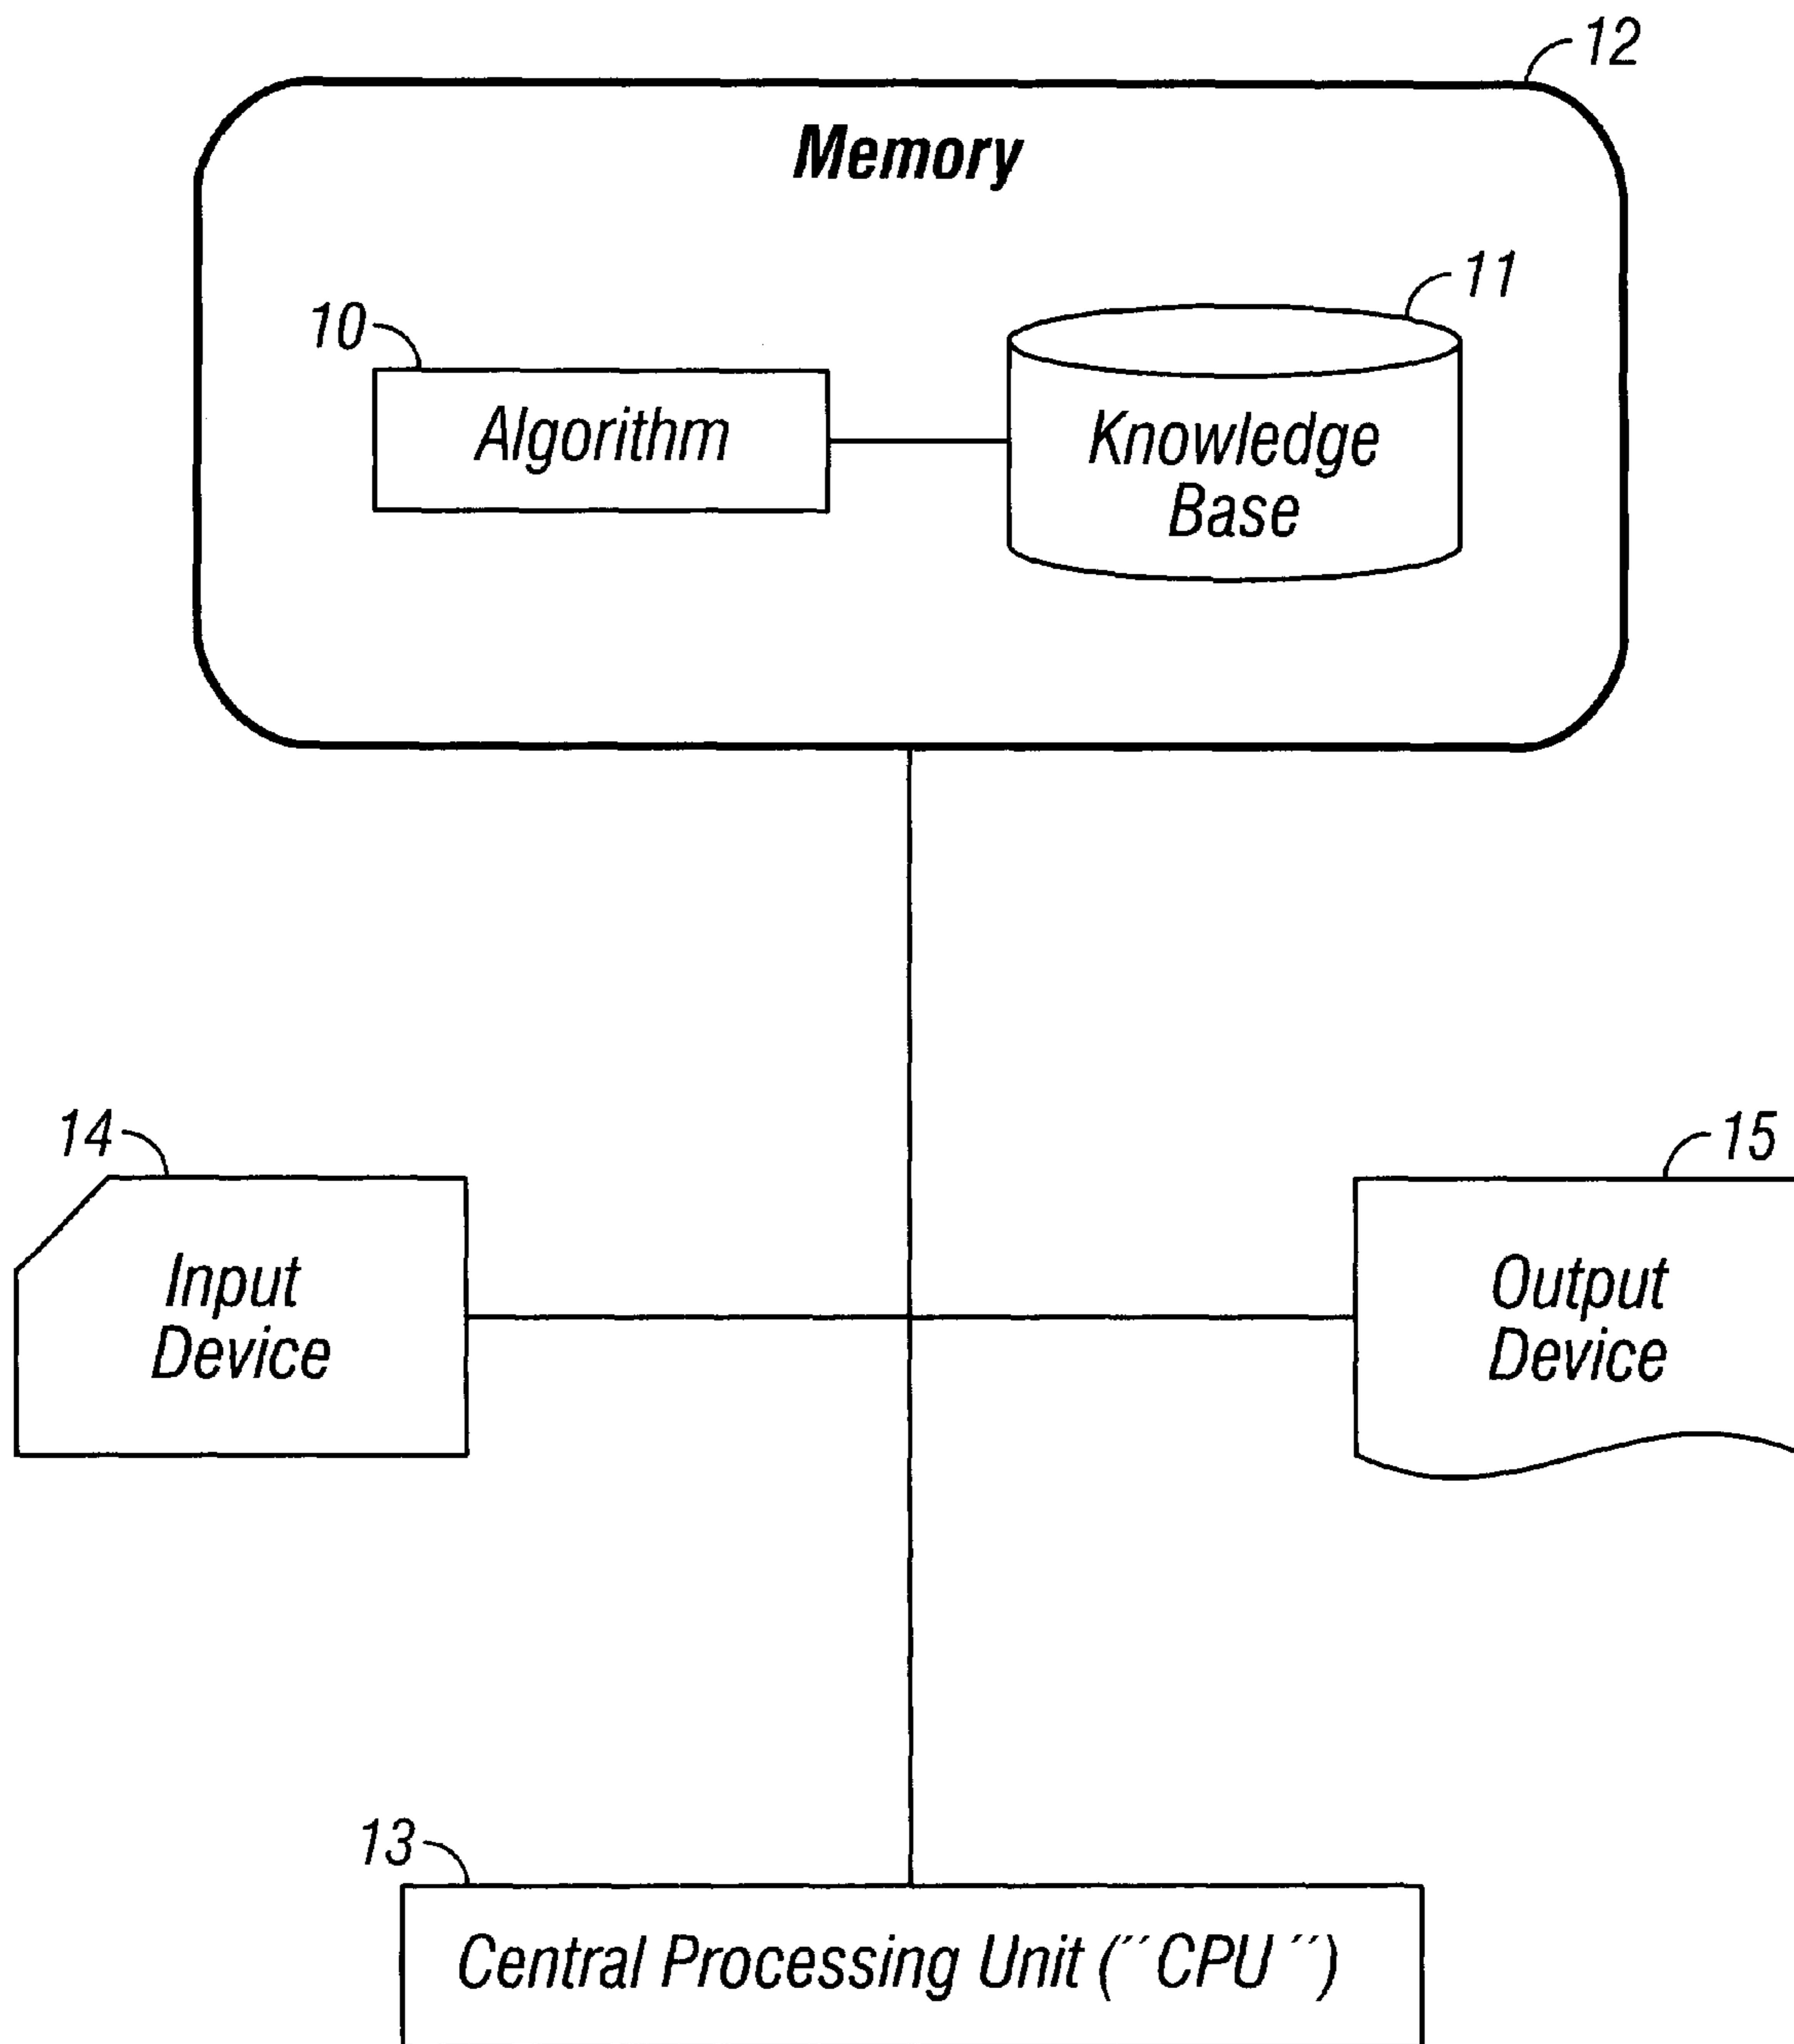 12
Memory
11
10
Algorithm
Knowledge
Base
14
15
Input
Device
Output
Device
13
Central Processing Unit (˝CPU˝)